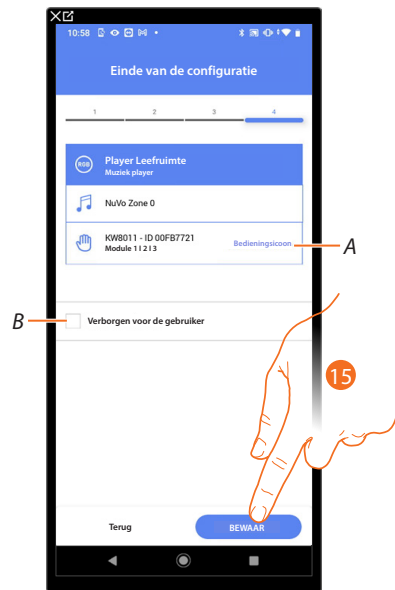 10:58
Einde van de configuratie
1 2 3 4
RSB
Player Leefruimte
Muziek player
NuVo Zone 0
KW8011 - ID 00FB7721
Module 1 I 2 I 3
Bedieningsicoon
A
B
Verborgen voor de gebruiker
15
Terug
BEWAAR